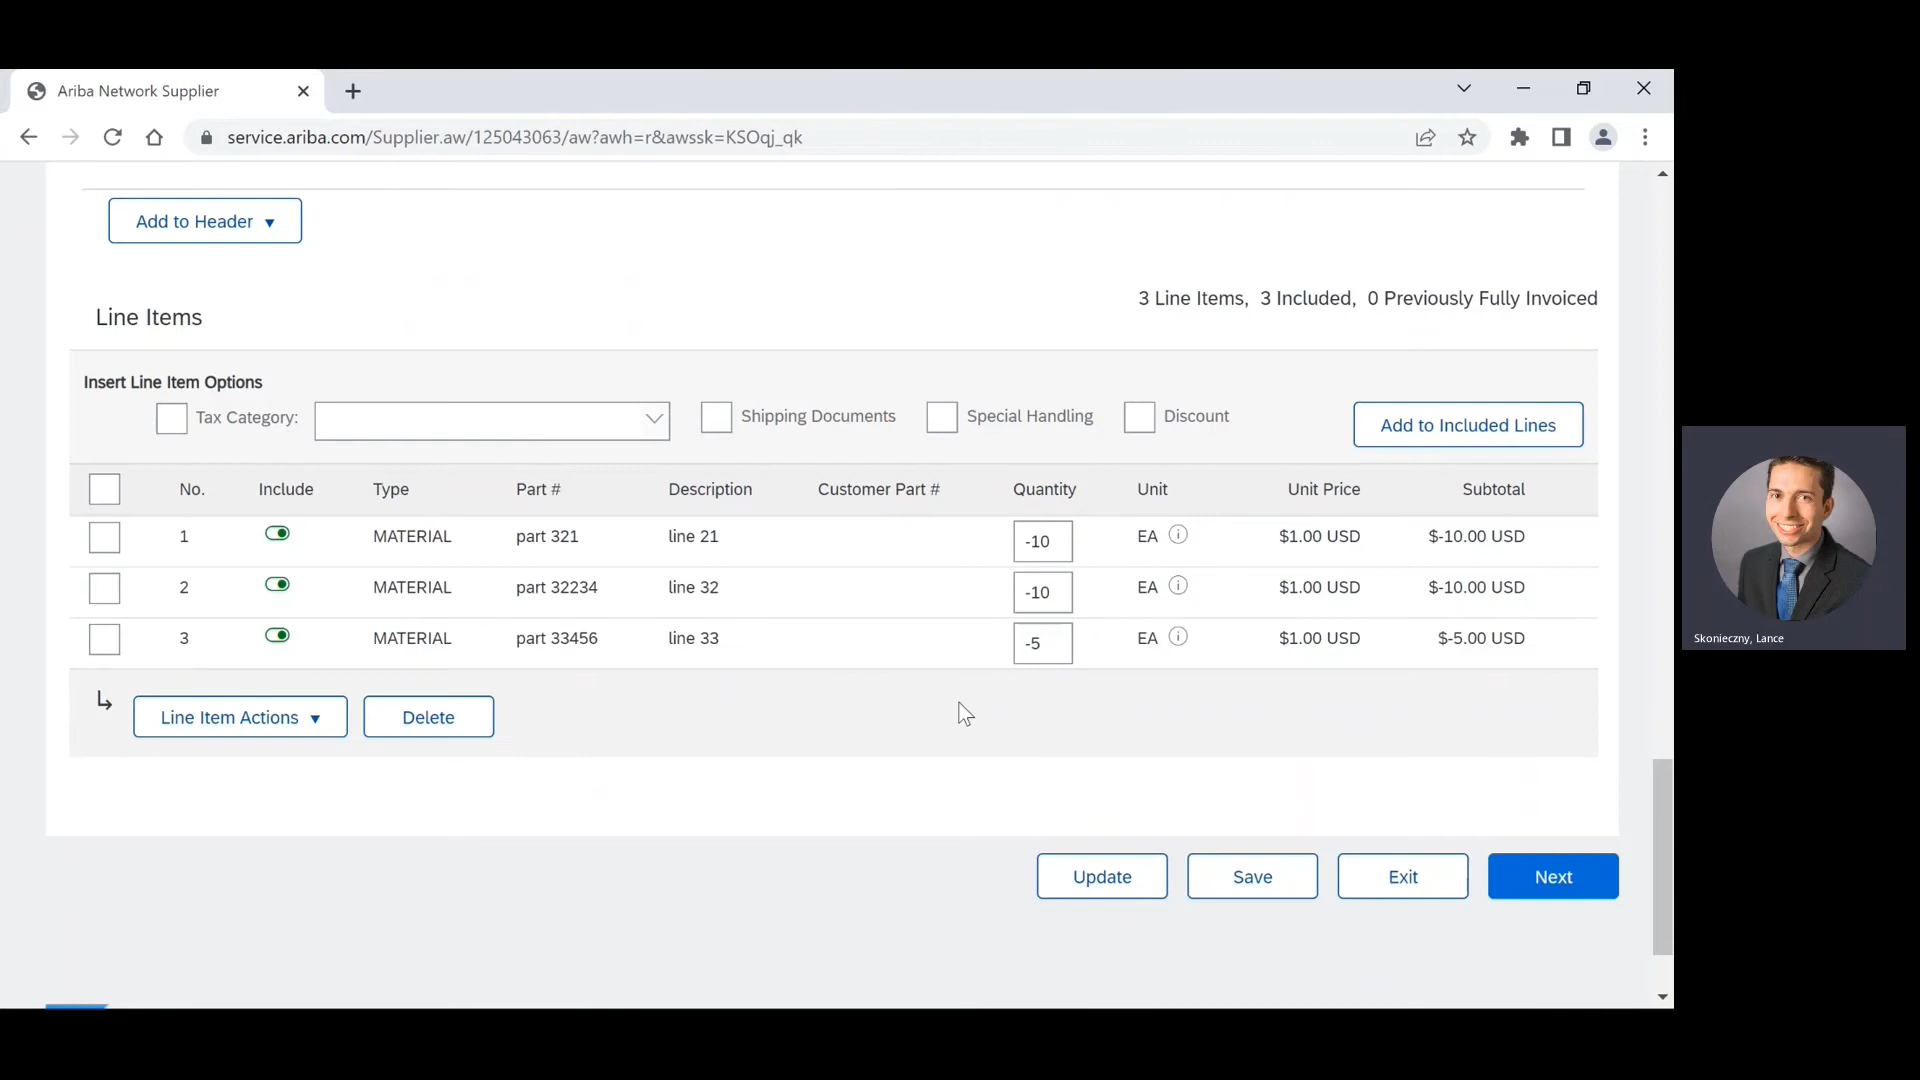 Ariba Network Supplier
service.ariba.com/Supplier.aw/125043063/aw?awh=r&awssk=KSOqj_qk
Add to Header ▼
3 Line Items, 3 Included, 0 Previously Fully Invoiced
Line Items
Insert Line Item Options
Tax Category: Shipping Documents Special Handling Discount Add to Included Lines
No. Include Type Part # Description Customer Part # Quantity Unit Unit Price Subtotal
1 MATERIAL part 321 line 21 -10 EA $1.00 USD $-10.00 USD
2 MATERIAL part 32234 line 32 -10 EA $1.00 USD $-10.00 USD
3 MATERIAL part 33456 line 33 -5 EA $1.00 USD $-5.00 USD
Line Item Actions ▼ Delete
Update Save Exit Next
Skonieczny, Lance